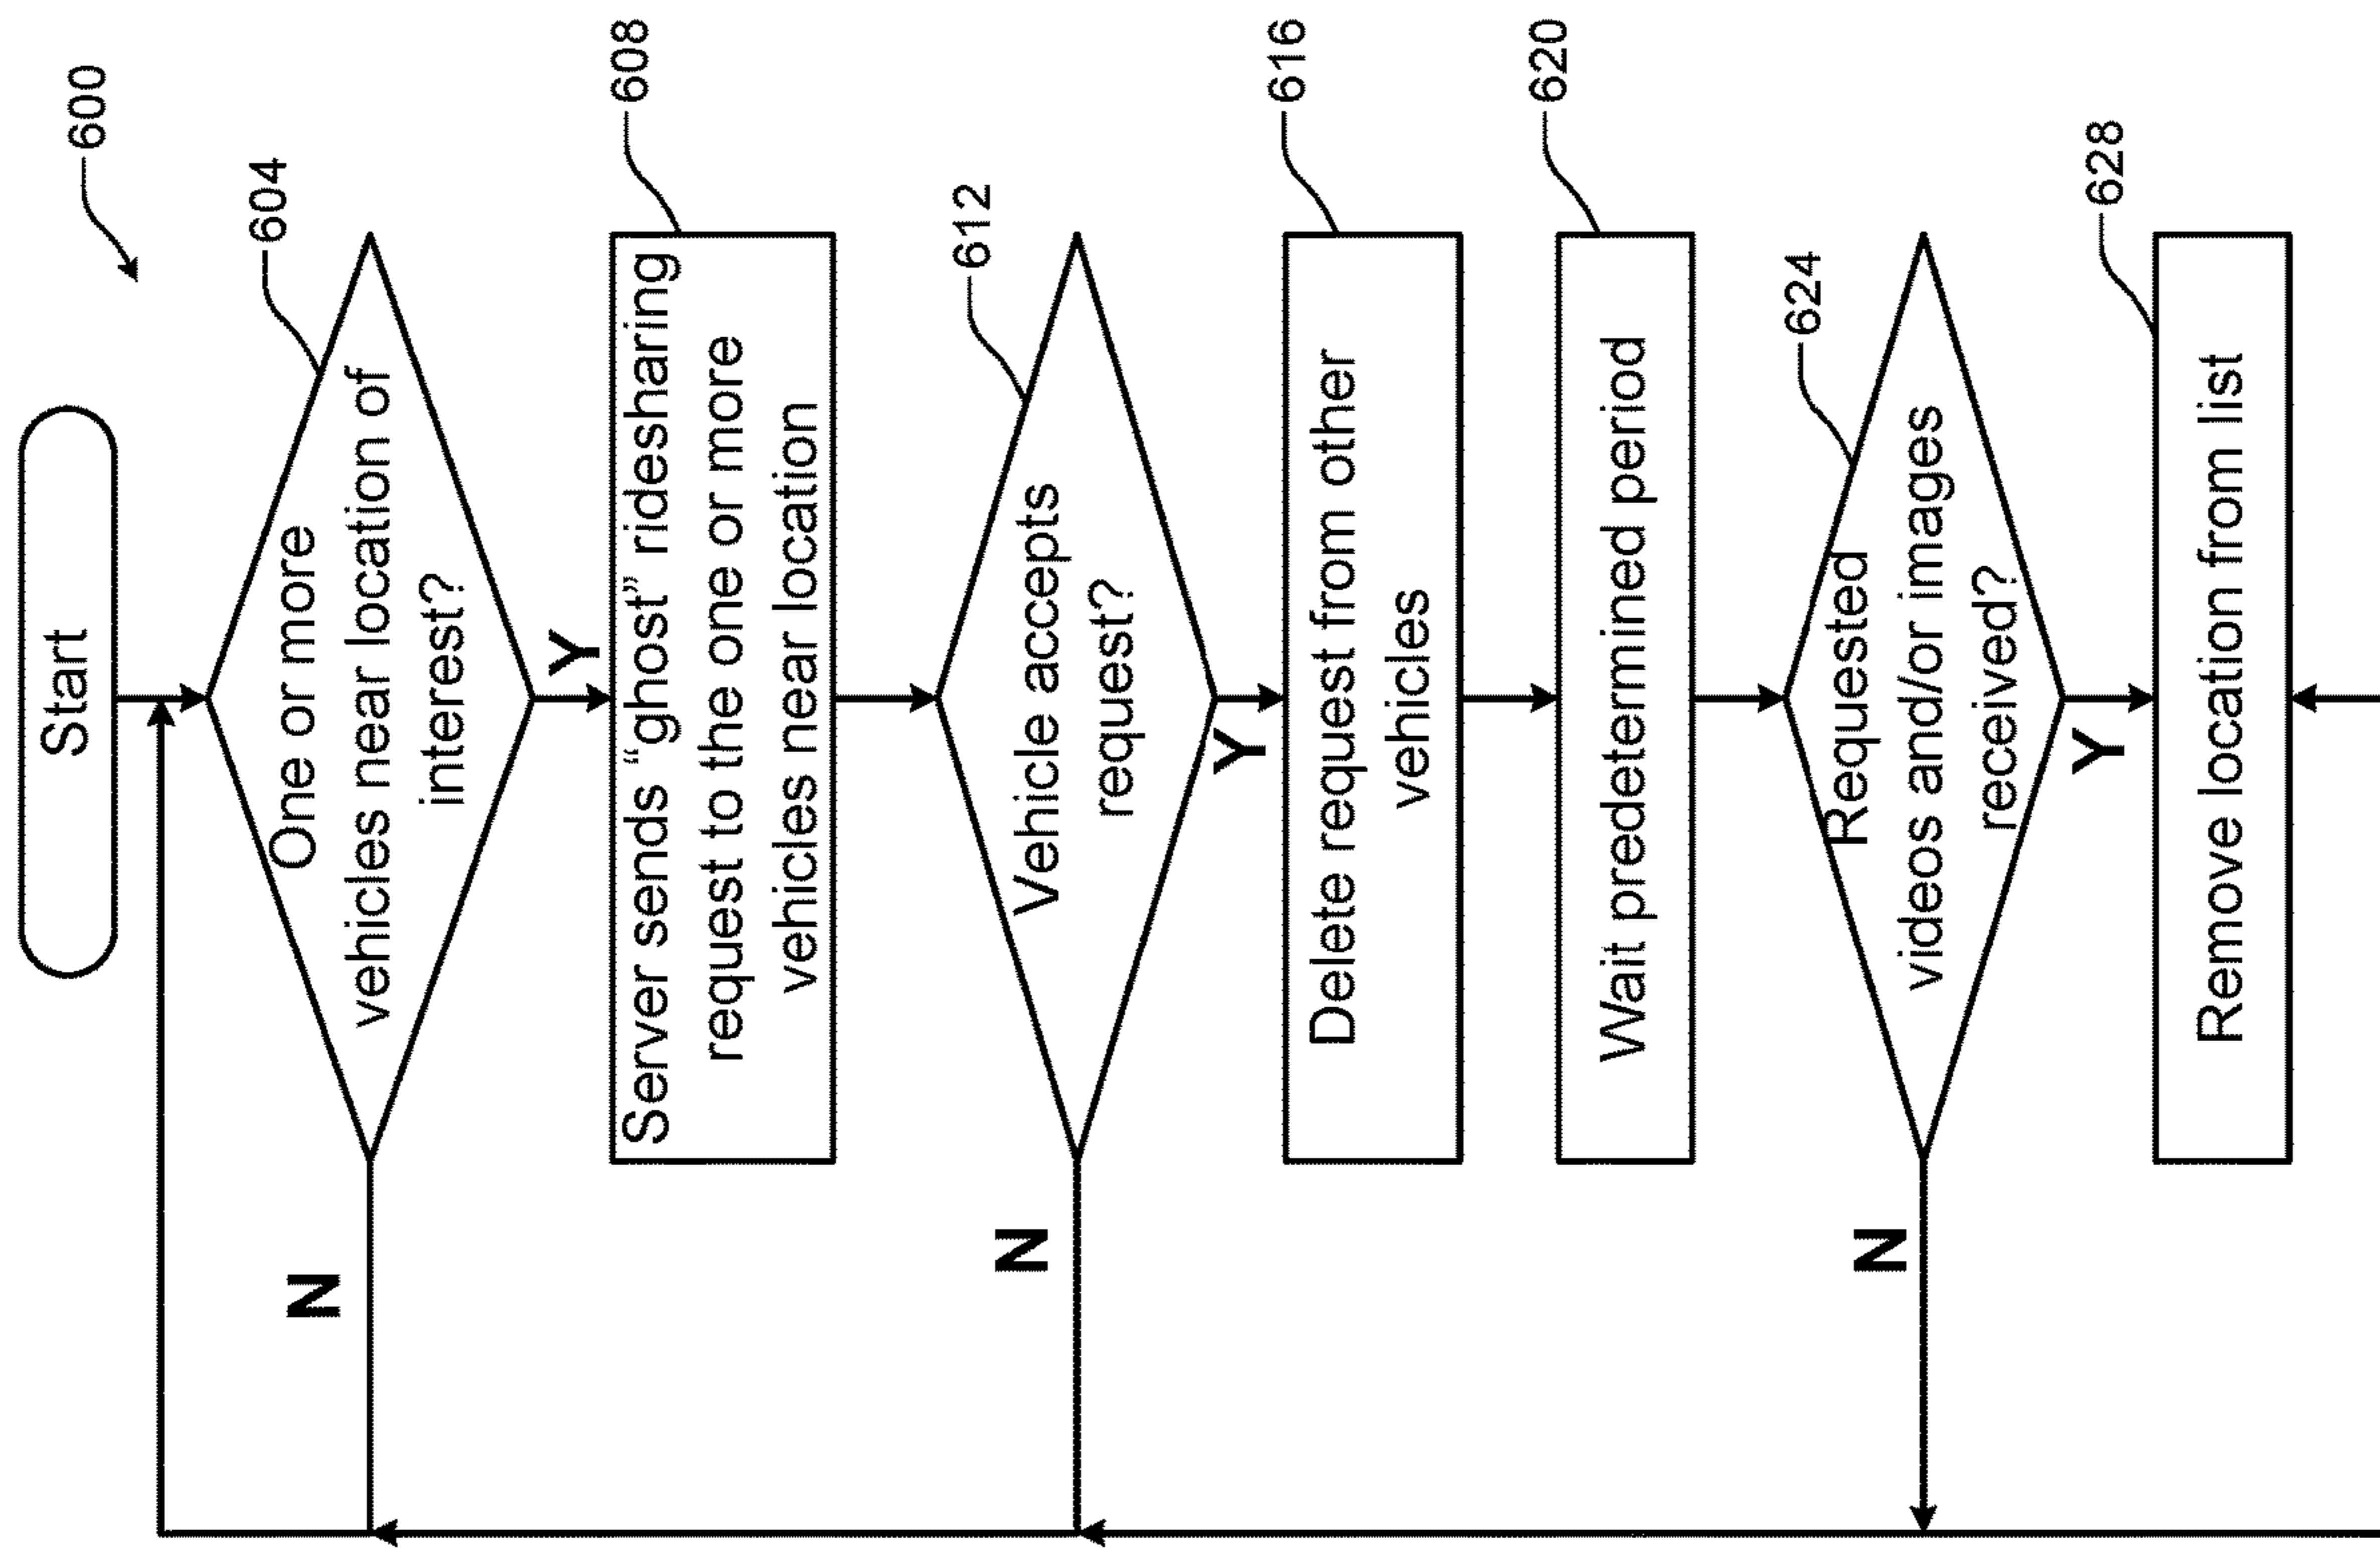 600
Start
604
One or more
vehicles near location of
interest?
N
Y
608
Server sends “ghost” ridesharing
request to the one or more
vehicles near location
612
Vehicle accepts
request?
N
Y
616
Delete request from other
vehicles
620
Wait predetermined period
624
Requested
videos and/or images
received?
N
Y
628
Remove location from list